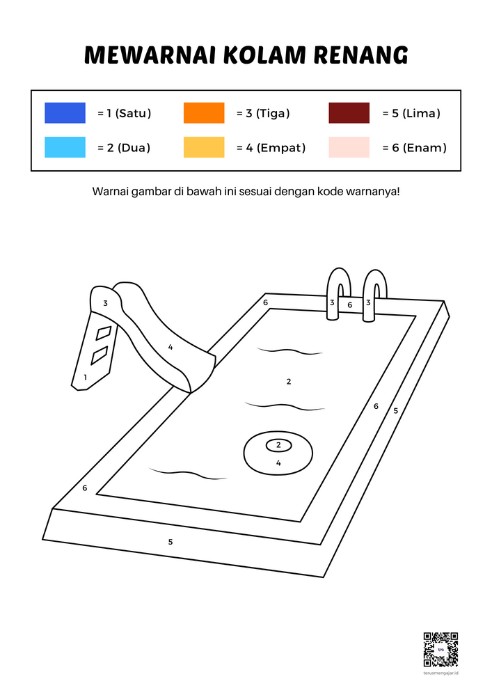 MEWARNAI KOLAM RENANG
= 1 (Satu) = 3 (Tiga) = 5 (Lima)
= 2 (Dua) = 4 (Empat) = 6 (Enam)
Warnai gambar di bawah ini sesuai dengan kode warnanya!
6 3 6 3
3
4
1
2
6 5
2
4
6
5